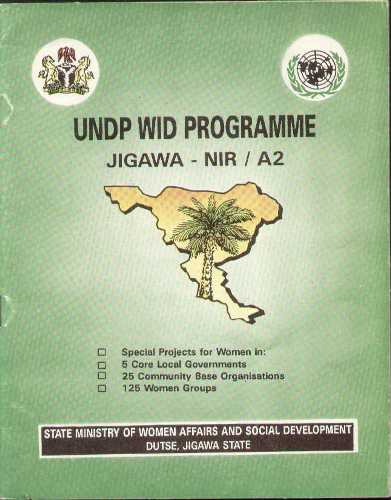 UNDP WID PROGRAMME
JIGAWA - NIR / A2
Special Projects for Women in:
5 Core Local Governments
25 Community Base Organisations
125 Women Groups
STATE MINISTRY OF WOMEN AFFAIRS AND SOCIAL DEVELOPMENT
DUTSE, JIGAWA STATE